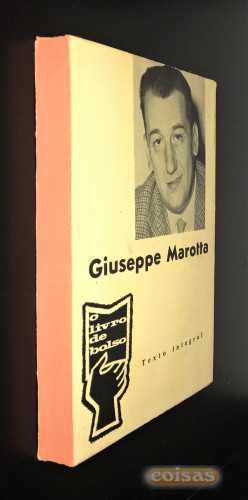 Giuseppe Marotta
o
livro
de
bolso
Texto integral
coisas